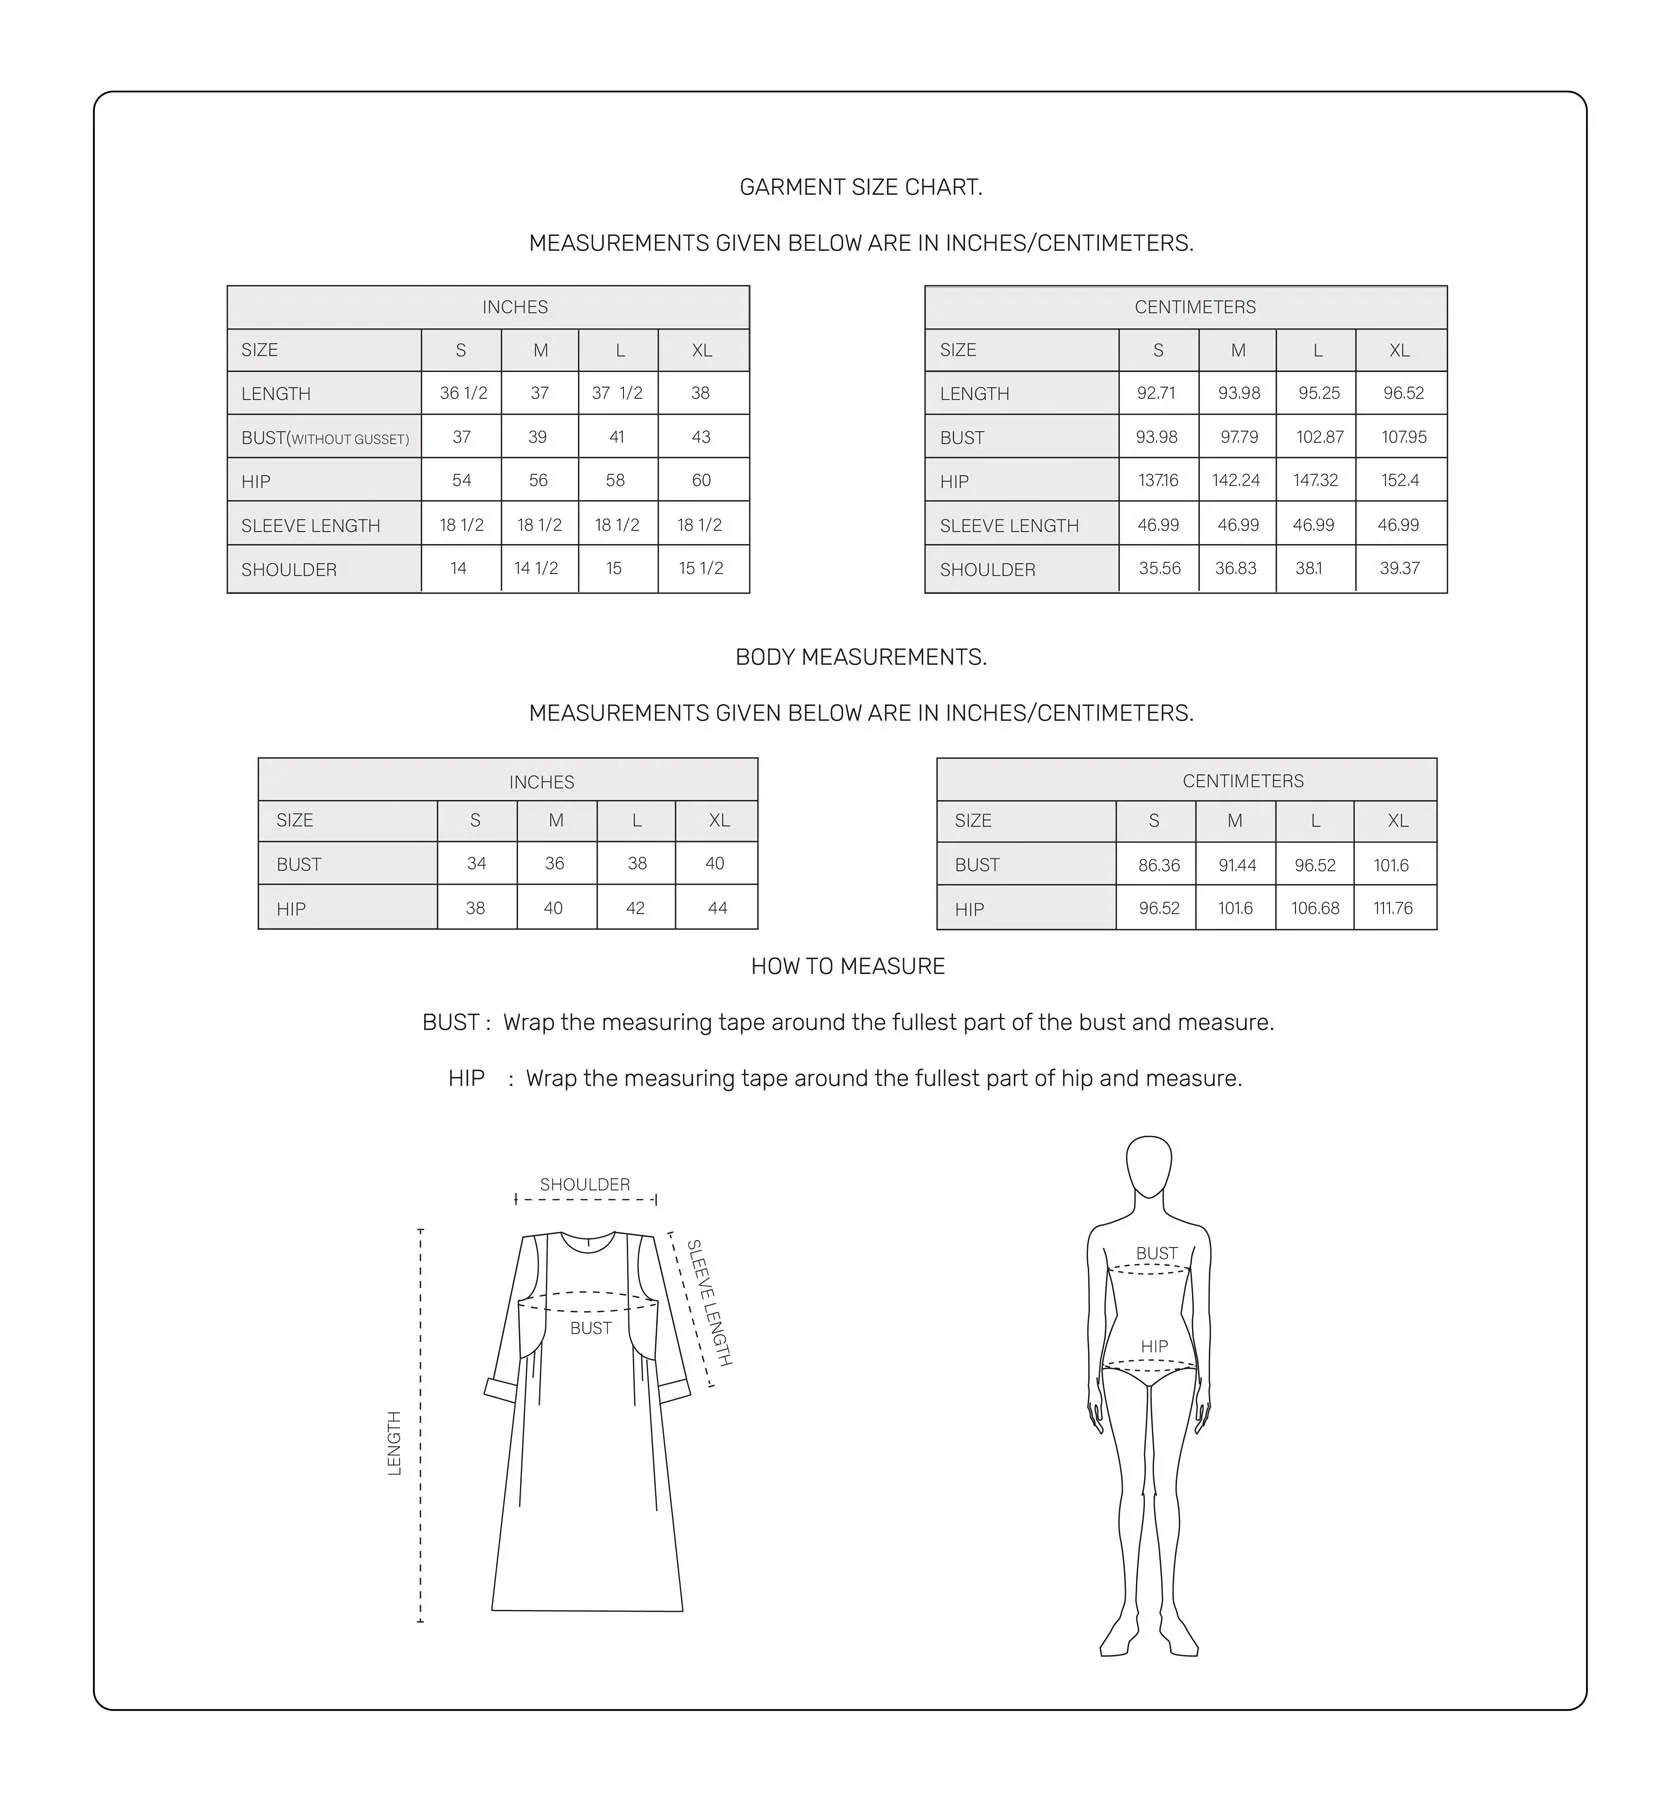 GARMENT SIZE CHART.
MEASUREMENTS GIVEN BELOW ARE IN INCHES/CENTIMETERS.
INCHES
SIZE S M L XL
LENGTH 36 1/2 37 37 1/2 38
BUST(WITHOUT GUSSET) 37 39 41 43
HIP 54 56 58 60
SLEEVE LENGTH 18 1/2 18 1/2 18 1/2 18 1/2
SHOULDER 14 14 1/2 15 15 1/2
CENTIMETERS
SIZE S M L XL
LENGTH 92.71 93.98 95.25 96.52
BUST 93.98 97.79 102.87 107.95
HIP 137.16 142.24 147.32 152.4
SLEEVE LENGTH 46.99 46.99 46.99 46.99
SHOULDER 35.56 36.83 38.1 39.37
BODY MEASUREMENTS.
MEASUREMENTS GIVEN BELOW ARE IN INCHES/CENTIMETERS.
INCHES
SIZE S M L XL
BUST 34 36 38 40
HIP 38 40 42 44
CENTIMETERS
SIZE S M L XL
BUST 86.36 91.44 96.52 101.6
HIP 96.52 101.6 106.68 111.76
HOW TO MEASURE
BUST : Wrap the measuring tape around the fullest part of the bust and measure.
HIP : Wrap the measuring tape around the fullest part of hip and measure.
SHOULDER
SLEEVE LENGTH
BUST
LENGTH
BUST
HIP